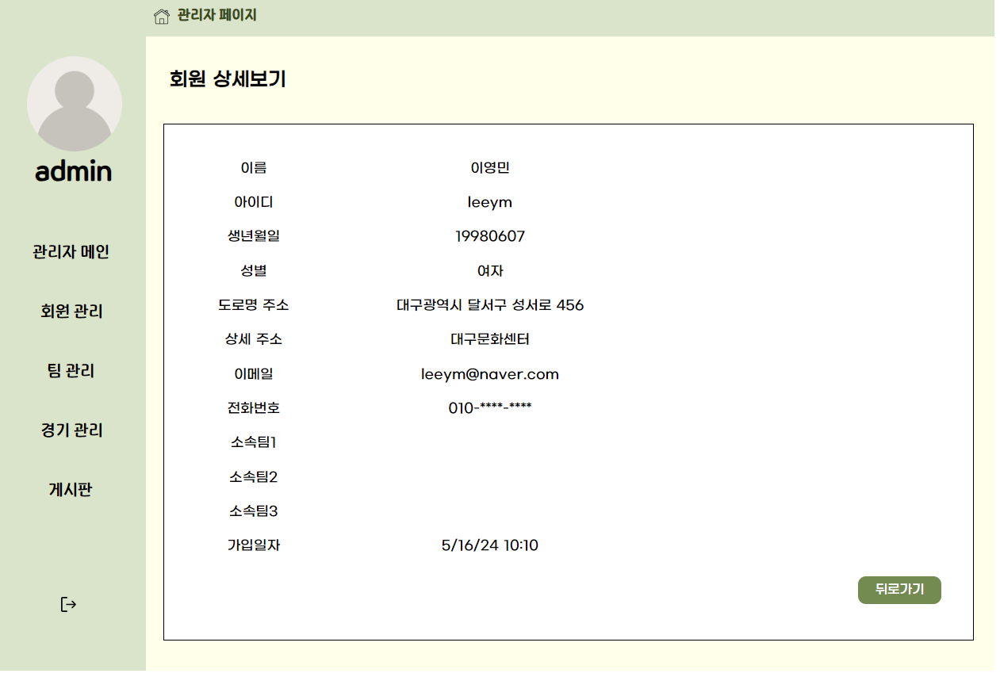 관리자 페이지
admin
관리자 메인
회원 관리
팀 관리
경기 관리
게시판
회원 상세보기
이름 이영민
아이디 leeym
생년월일 19980607
성별 여자
도로명 주소 대구광역시 달서구 성서로 456
상세 주소 대구문화센터
이메일 leeym@naver.com
전화번호 010-****-****
소속팀1
소속팀2
소속팀3
가입일자 5/16/24 10:10
뒤로가기